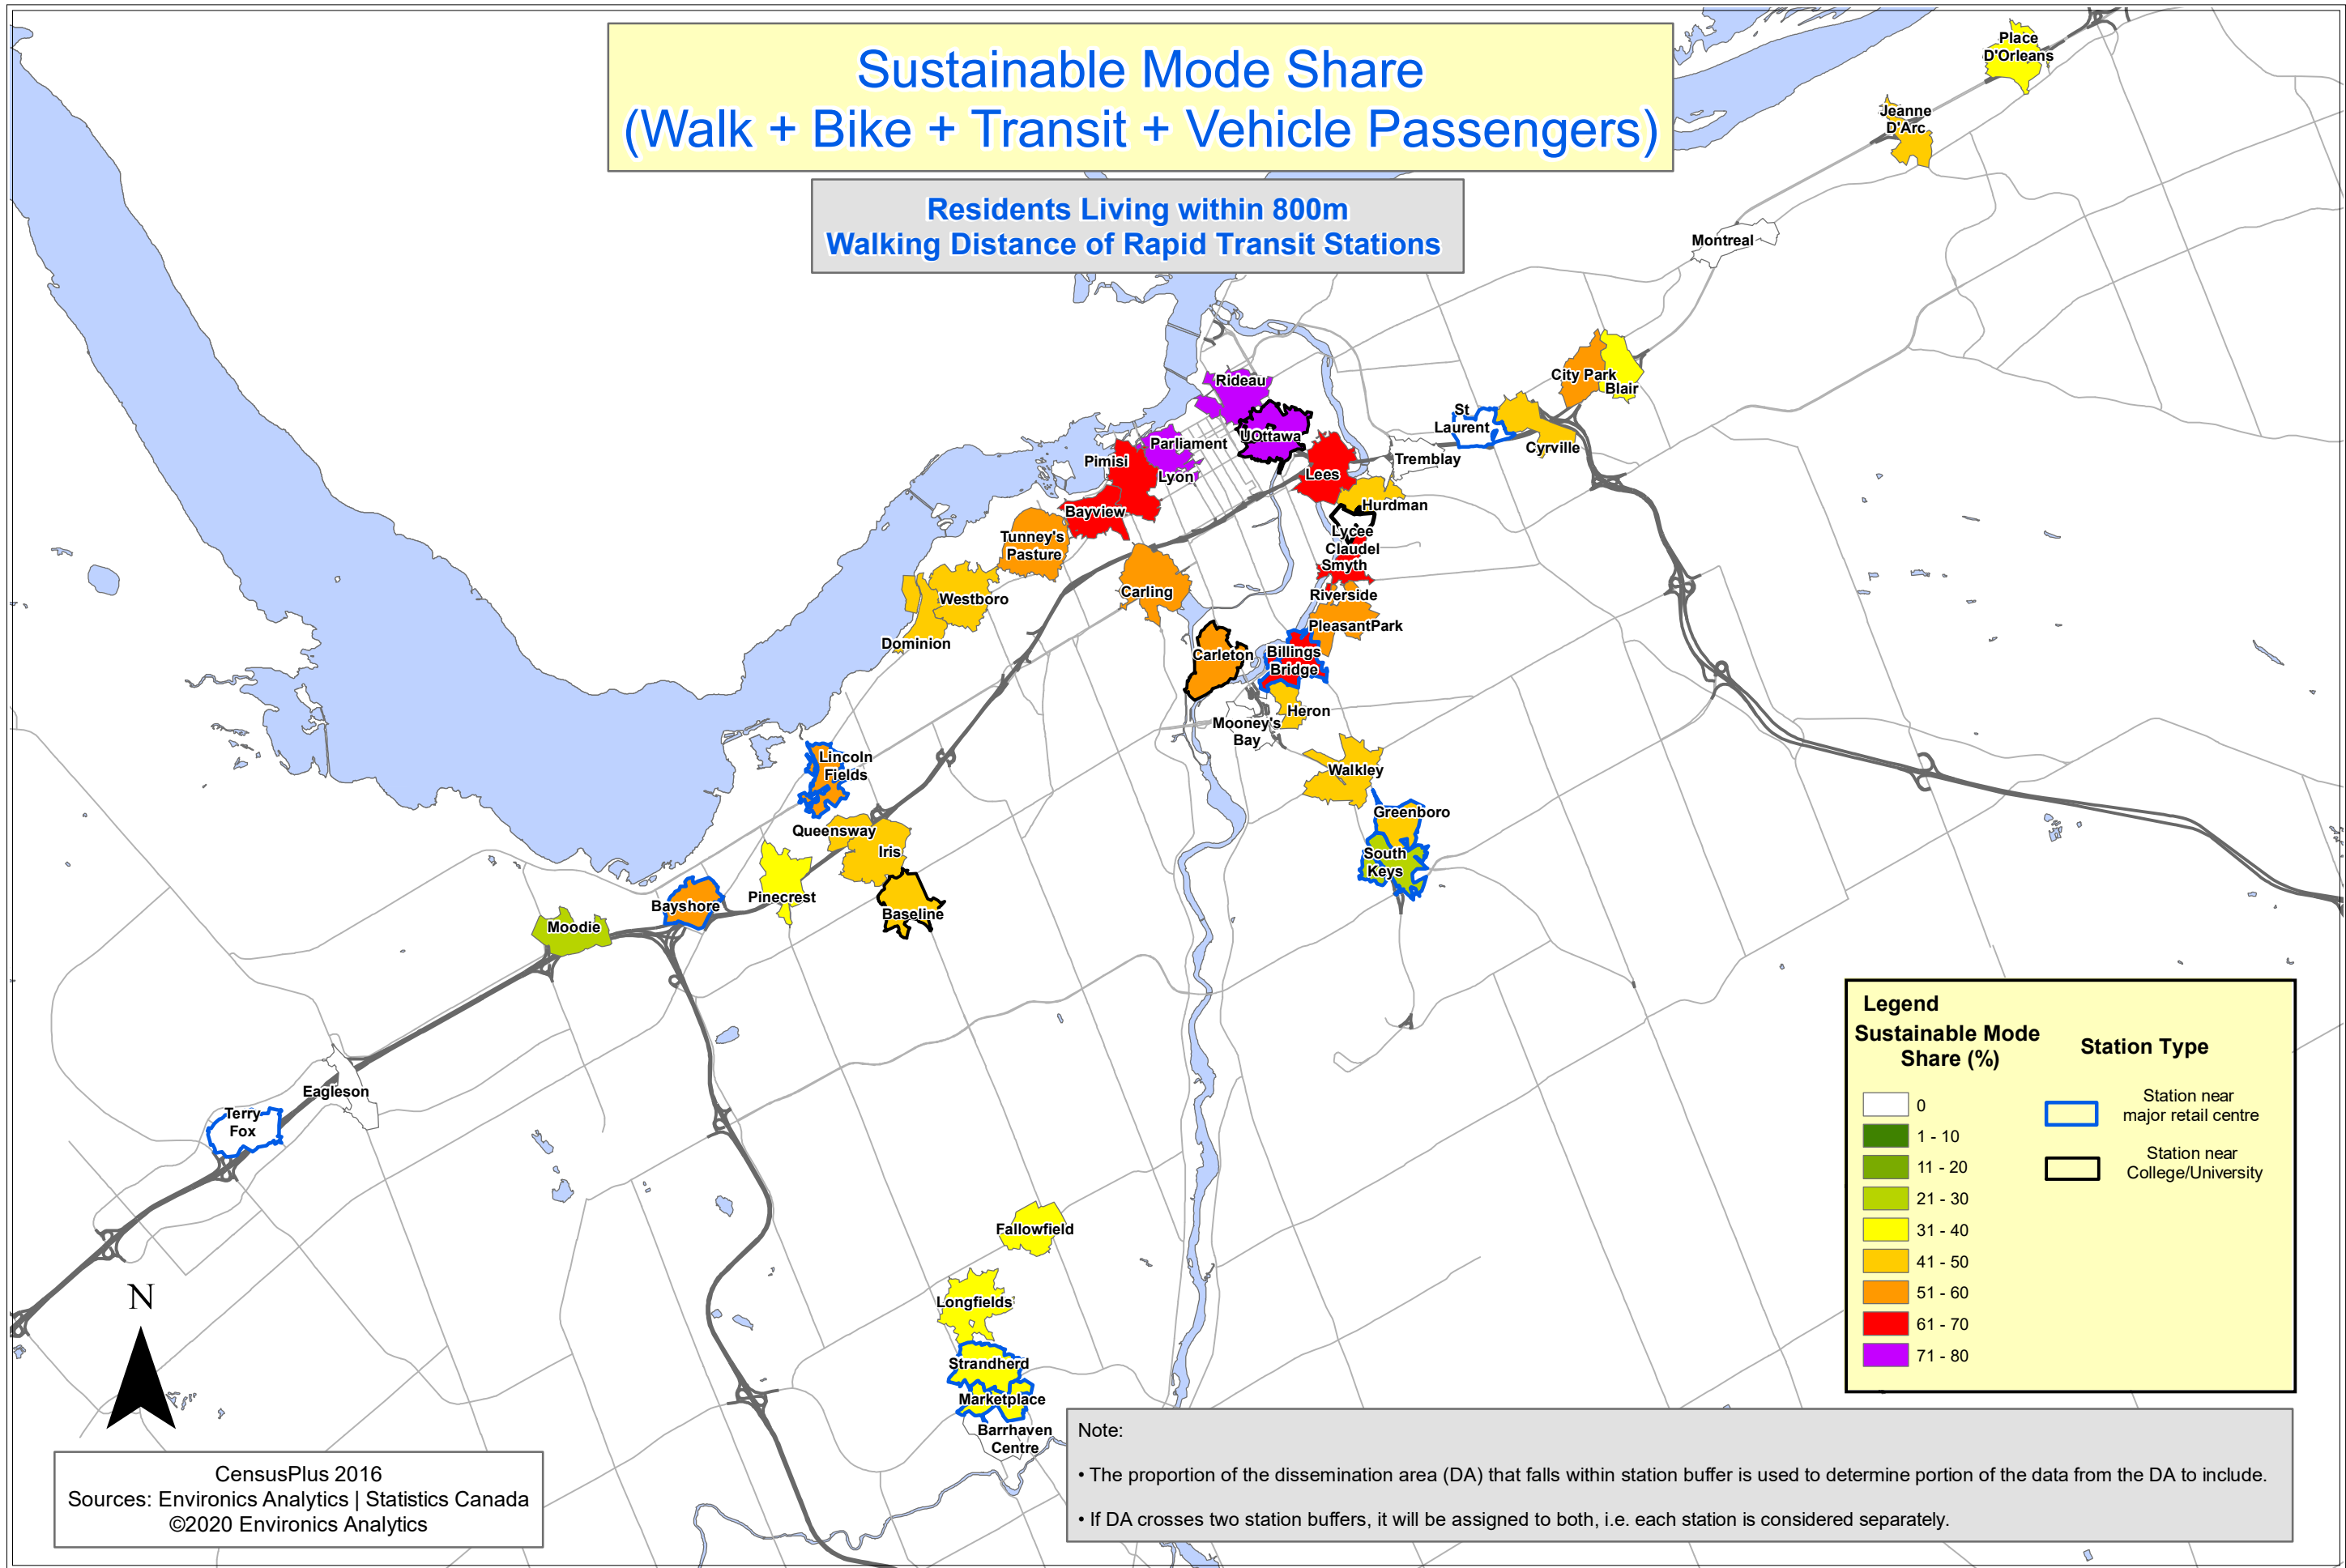 Sustainable Mode Share
(Walk + Bike + Transit + Vehicle Passengers)
Residents Living within 800m
Walking Distance of Rapid Transit Stations
Place
D'Orleans
Jeanne
D'Arc
Montreal
City Park
Blair
St
Laurent
Cyrville
Tremblay
Rideau
UOttawa
Parliament
Lyon
Pimisi
Bayview
Lees
Hurdman
Lycee
Claudel
Smyth
Riverside
PleasantPark
Tunney's
Pasture
Westboro
Dominion
Carling
Carleton
Billings
Bridge
Heron
Mooney's
Bay
Walkley
Greenboro
South
Keys
Lincoln
Fields
Queensway
Iris
Pinecrest
Baseline
Bayshore
Moodie
Eagleson
Terry
Fox
Fallowfield
Longfields
Strandherd
Marketplace
Barrhaven
Centre
N
Legend
Sustainable Mode
Share (%)
0
1 - 10
11 - 20
21 - 30
31 - 40
41 - 50
51 - 60
61 - 70
71 - 80
Station Type
Station near
major retail centre
Station near
College/University
CensusPlus 2016
Sources: Environics Analytics | Statistics Canada
©2020 Environics Analytics
Note:
• The proportion of the dissemination area (DA) that falls within station buffer is used to determine portion of the data from the DA to include.
• If DA crosses two station buffers, it will be assigned to both, i.e. each station is considered separately.